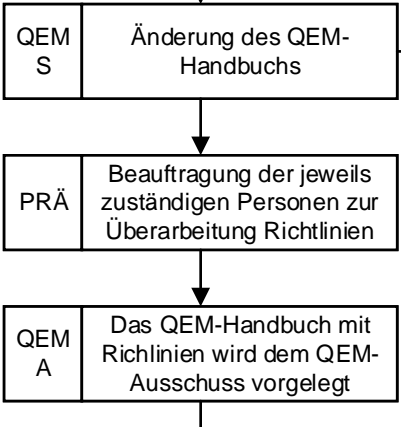 QEM
S
Änderung des QEM-
Handbuchs
PRÄ
Beauftragung der jeweils
zuständigen Personen zur
Überarbeitung Richtlinien
QEM
A
Das QEM-Handbuch mit
Richlinien wird dem QEM-
Ausschuss vorgelegt